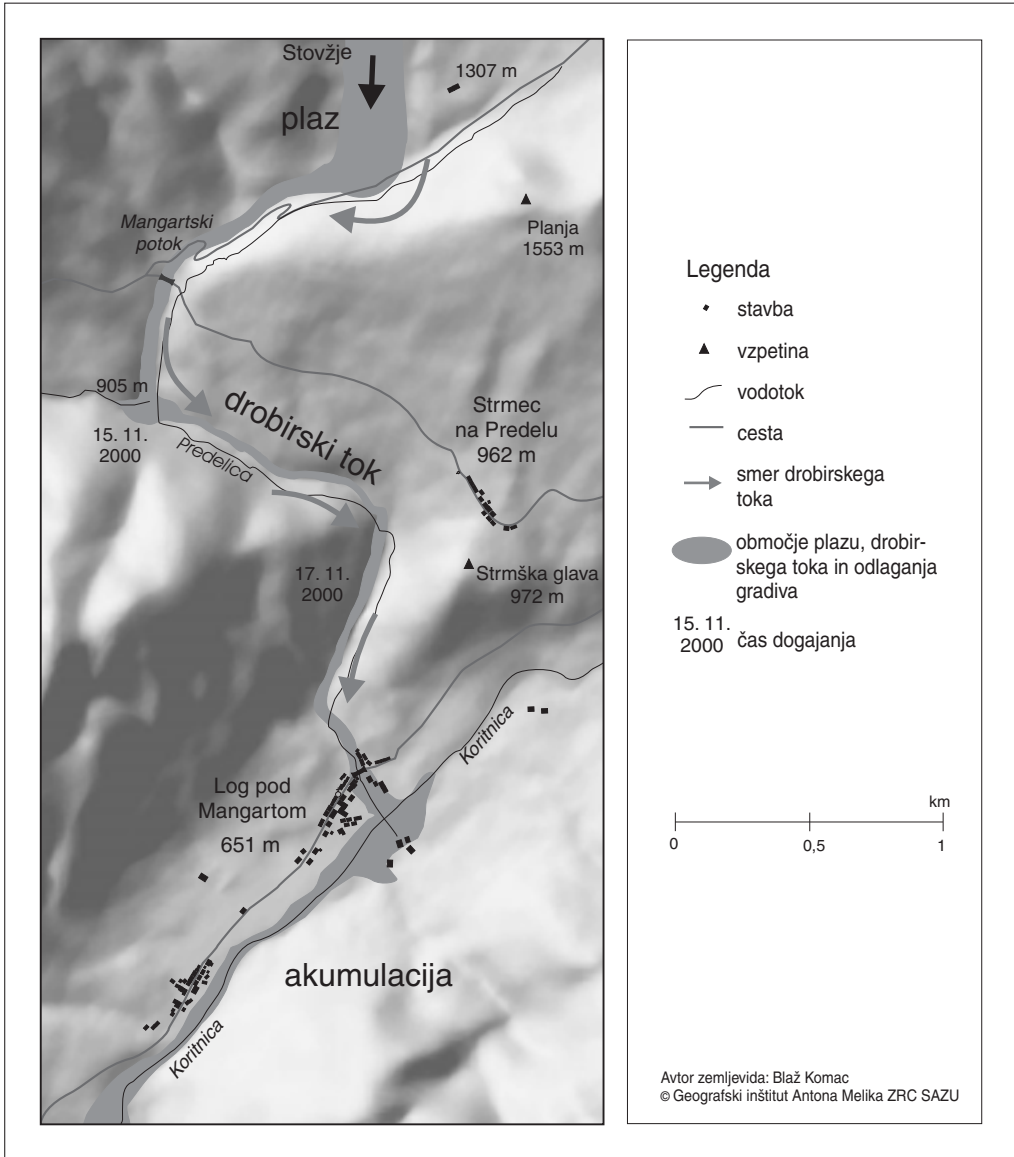 Stovžje
1307 m
plaz
Mangartski
potok
Planja
1553 m
905 m
drobirski tok
Strmec
na Predelu
962 m
15. 11.
2000
Predelica
17. 11.
2000
Strmška glava
972 m
Koritnica
Log pod
Mangartom
651 m
akumulacija
Koritnica
Legenda
stavba
vzpetina
vodotok
cesta
smer drobirskega
toka
območje plazu, drobir-
skega toka in odlaganja
gradiva
15. 11.
2000
čas dogajanja
km
0
0,5
1
Avtor zemljevida: Blaž Komac
© Geografski inštitut Antona Melika ZRC SAZU